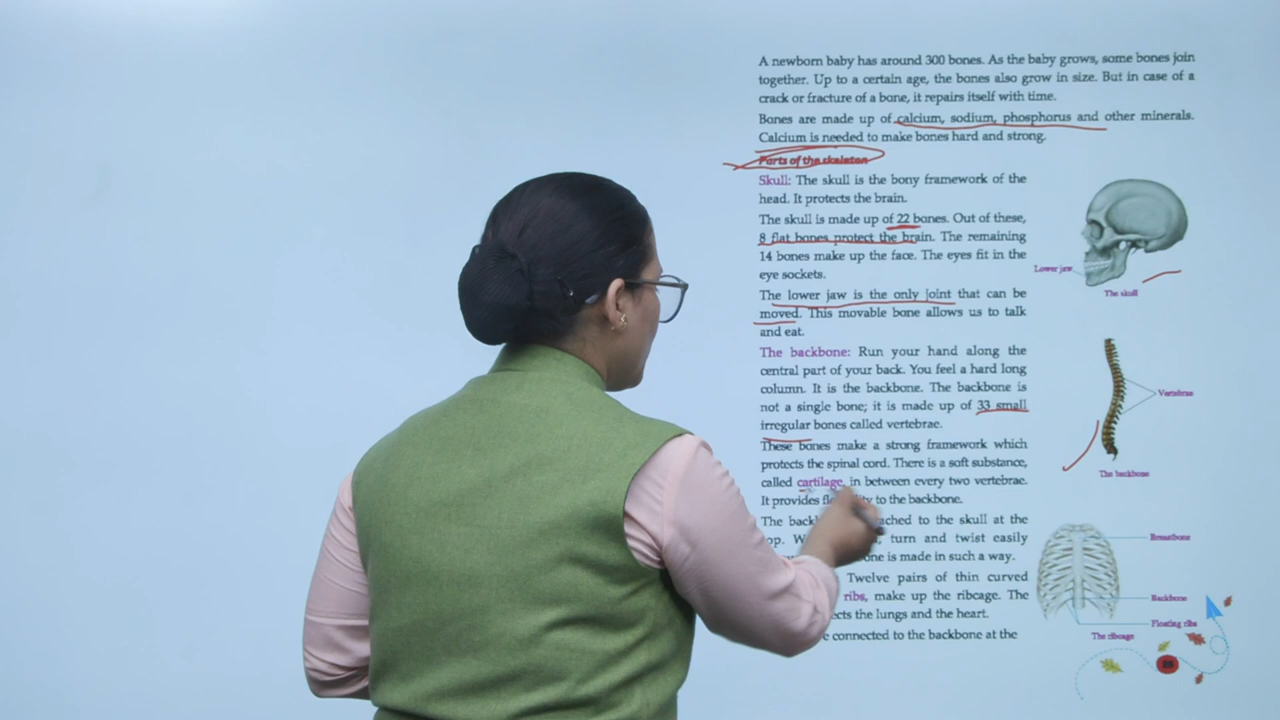 A newborn baby has around 300 bones. As the baby grows, some bones join
together. Up to a certain age, the bones also grow in size. But in case of a
crack or fracture of a bone, it repairs itself with time.
Bones are made up of calcium, sodium, phosphorus and other minerals.
Calcium is needed to make bones hard and strong.
Parts of the skeleton
Skull: The skull is the bony framework of the
head. It protects the brain.
The skull is made up of 22 bones. Out of these,
8 flat bones protect the brain. The remaining
14 bones make up the face. The eyes fit in the
eye sockets.
Lower jaw
The skull
The lower jaw is the only joint that can be
moved. This movable bone allows us to talk
and eat.
The backbone: Run your hand along the
central part of your back. You feel a hard long
column. It is the backbone. The backbone is
not a single bone; it is made up of 33 small
irregular bones called vertebrae.
Vertebrae
The backbone
These bones make a strong framework which
protects the spinal cord. There is a soft substance,
called cartilage, in between every two vertebrae.
It provides to the backbone.
The attached to the skull at the
turn and twist easily
is made in such a way.
Twelve pairs of thin curved
ribs, make up the ribcage. The
the lungs and the heart.
connected to the backbone at the
Breastbone
Backbone
Floating ribs
The ribcage